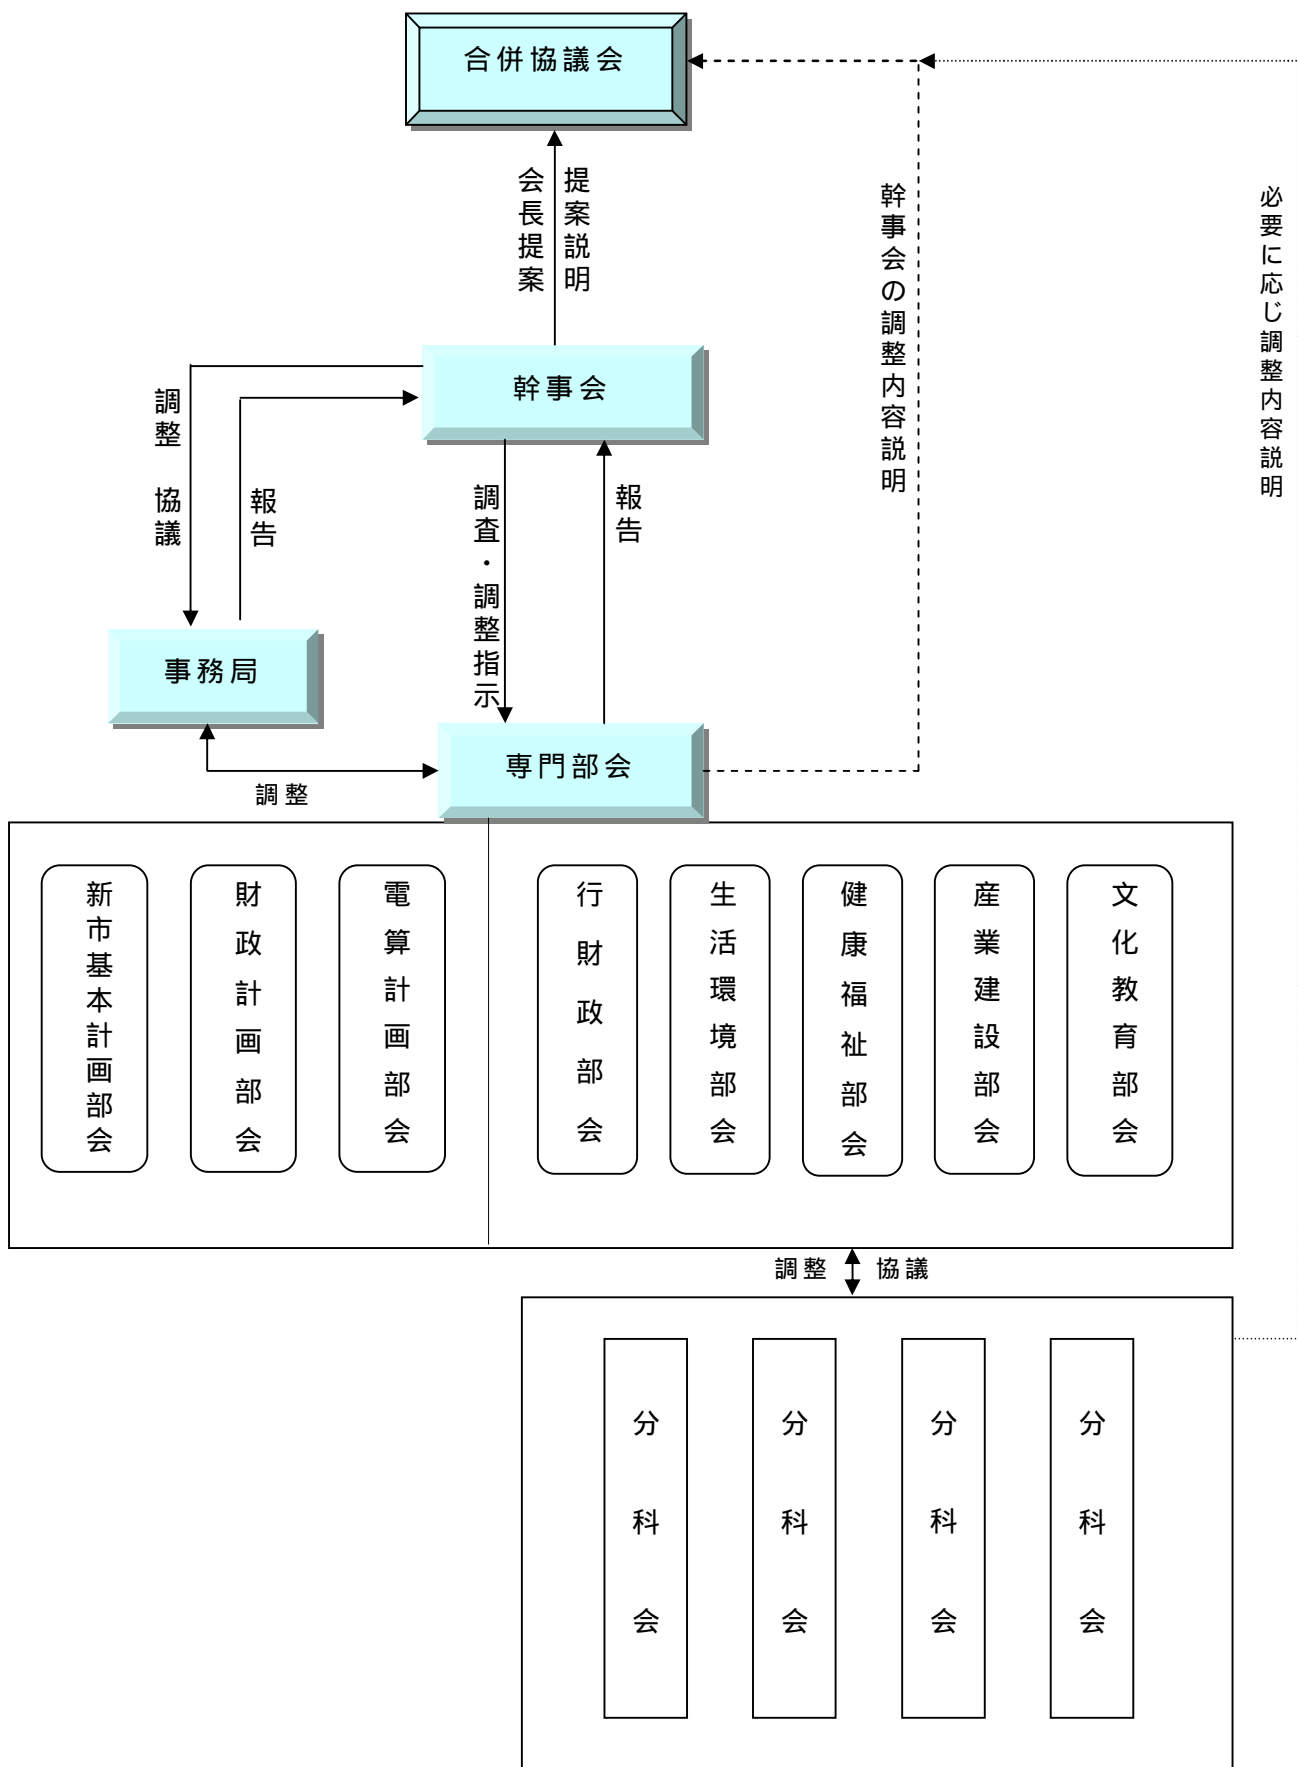 合併協議会
会長提案
提案説明
幹事会の調整内容説明
必要に応じ調整内容説明
幹事会
調整 協議
報告
調査・調整指示
報告
事務局
専門部会
調整
新市基本計画部会
財政計画部会
電算計画部会
行財政部会
生活環境部会
健康福祉部会
産業建設部会
文化教育部会
調整 協議
分科会
分科会
分科会
分科会